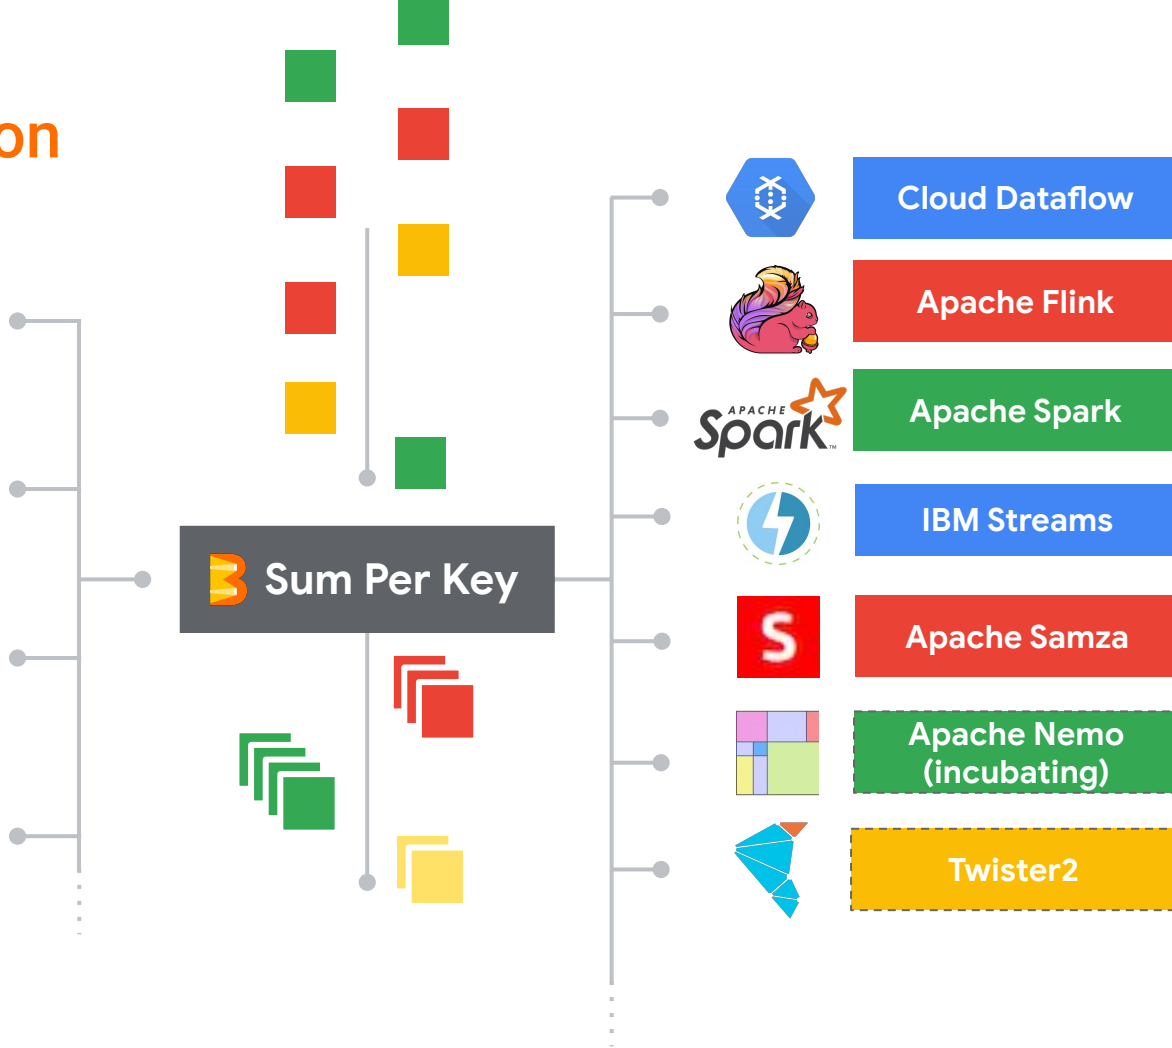 on
Sum Per Key
Cloud Dataflow
Apache Flink
APACHE
Spark™
Apache Spark
IBM Streams
S
Apache Samza
Apache Nemo
(incubating)
Twister2